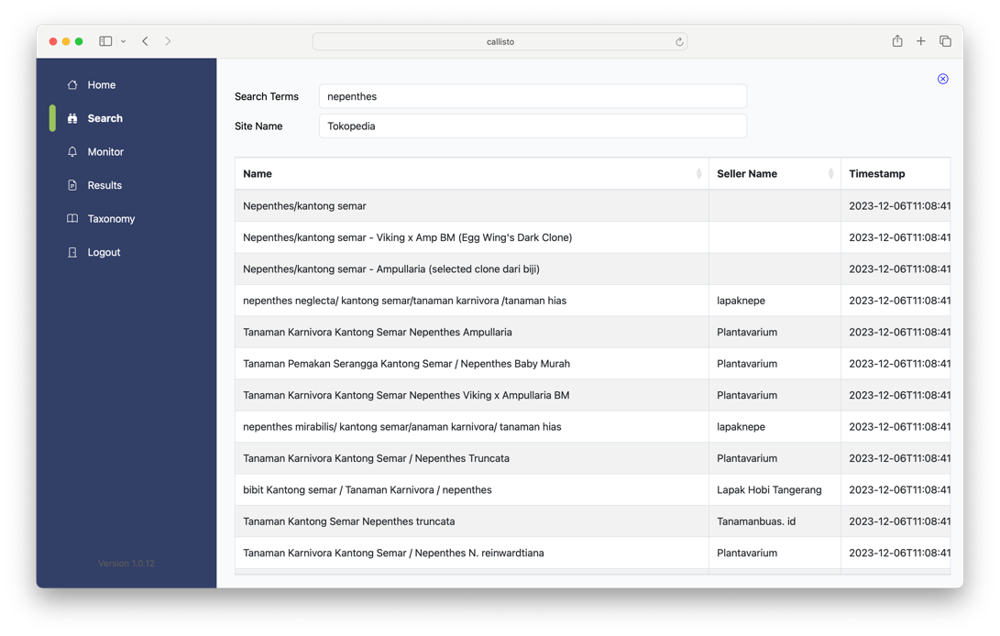 callisto
Home
Search
Monitor
Results
Taxonomy
Logout
Version 1.0.12
Search Terms nepenthes
Site Name Tokopedia
Name Seller Name Timestamp
Nepenthes/kantong semar 2023-12-06T11:08:41
Nepenthes/kantong semar - Viking x Amp BM (Egg Wing's Dark Clone) 2023-12-06T11:08:41
Nepenthes/kantong semar - Ampullaria (selected clone dari biji) 2023-12-06T11:08:41
nepenthes neglecta/ kantong semar/tanaman karnivora /tanaman hias lapaknepe 2023-12-06T11:08:41
Tanaman Karnivora Kantong Semar Nepenthes Ampullaria Plantavarium 2023-12-06T11:08:41
Tanaman Pemakan Serangga Kantong Semar / Nepenthes Baby Murah Plantavarium 2023-12-06T11:08:41
Tanaman Karnivora Kantong Semar Nepenthes Viking x Ampullaria BM Plantavarium 2023-12-06T11:08:41
nepenthes mirabilis/ kantong semar/anaman karnivora/ tanaman hias lapaknepe 2023-12-06T11:08:41
Tanaman Karnivora Kantong Semar / Nepenthes Truncata Plantavarium 2023-12-06T11:08:41
bibit Kantong semar / Tanaman Karnivora / nepenthes Lapak Hobi Tangerang 2023-12-06T11:08:41
Tanaman Kantong Semar Nepenthes truncata Tanamanbuas. id 2023-12-06T11:08:41
Tanaman Karnivora Kantong Semar / Nepenthes N. reinwardtiana Plantavarium 2023-12-06T11:08:41